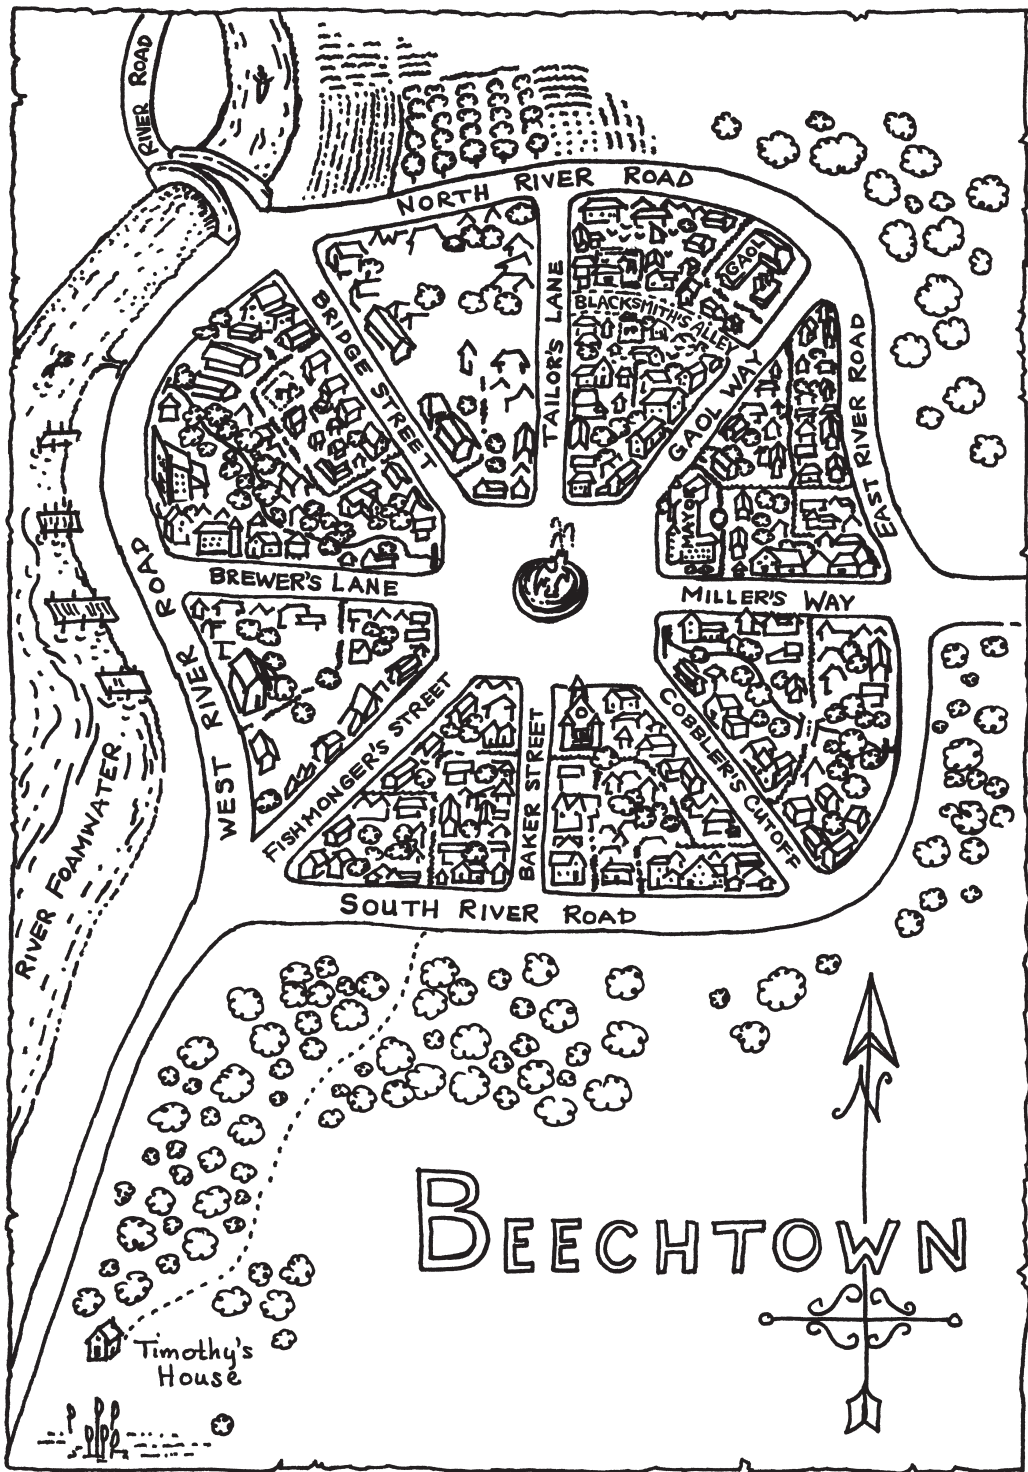 RIVER ROAD
NORTH RIVER ROAD
GAOL
BLACKSMITH'S ALLEY
TAILOR'S LANE
BRIDGE STREET
GAOL WAY
EAST RIVER ROAD
MAYOR
BREWER'S LANE
MILLER'S WAY
WEST RIVER ROAD
FISHMONGER'S STREET
BAKER STREET
COBBLER'S CUTOFF
RIVER FOAMWATER
SOUTH RIVER ROAD
BEECHTOWN
Timothy's
House